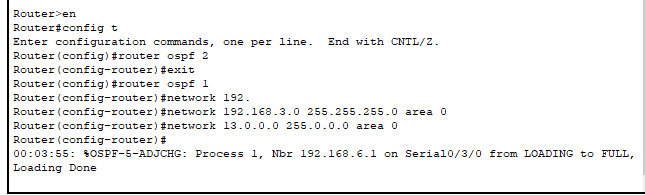 Router>en
Router#config t
Enter configuration commands, one per line.  End with CNTL/Z.
Router(config)#router ospf 2
Router(config-router)#exit
Router(config)#router ospf 1
Router(config-router)#network 192.
Router(config-router)#network 192.168.3.0 255.255.255.0 area 0
Router(config-router)#network 13.0.0.0 255.0.0.0 area 0
Router(config-router)#
00:03:55: %OSPF-5-ADJCHG: Process 1, Nbr 192.168.6.1 on Serial0/3/0 from LOADING to FULL,
Loading Done